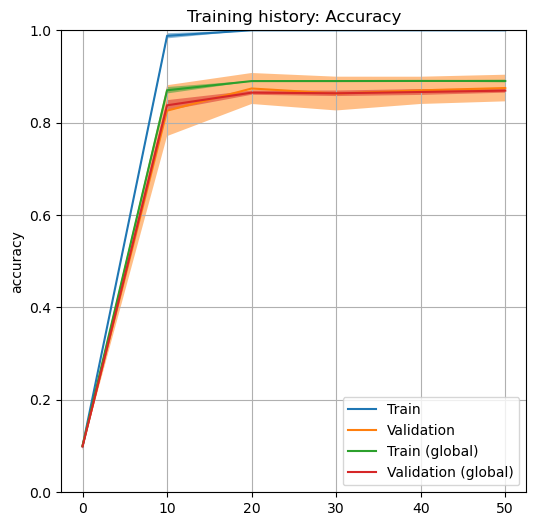 Training history: Accuracy
accuracy
1.0
0.8
0.6
0.4
0.2
0.0
0 10 20 30 40 50
Train
Validation
Train (global)
Validation (global)